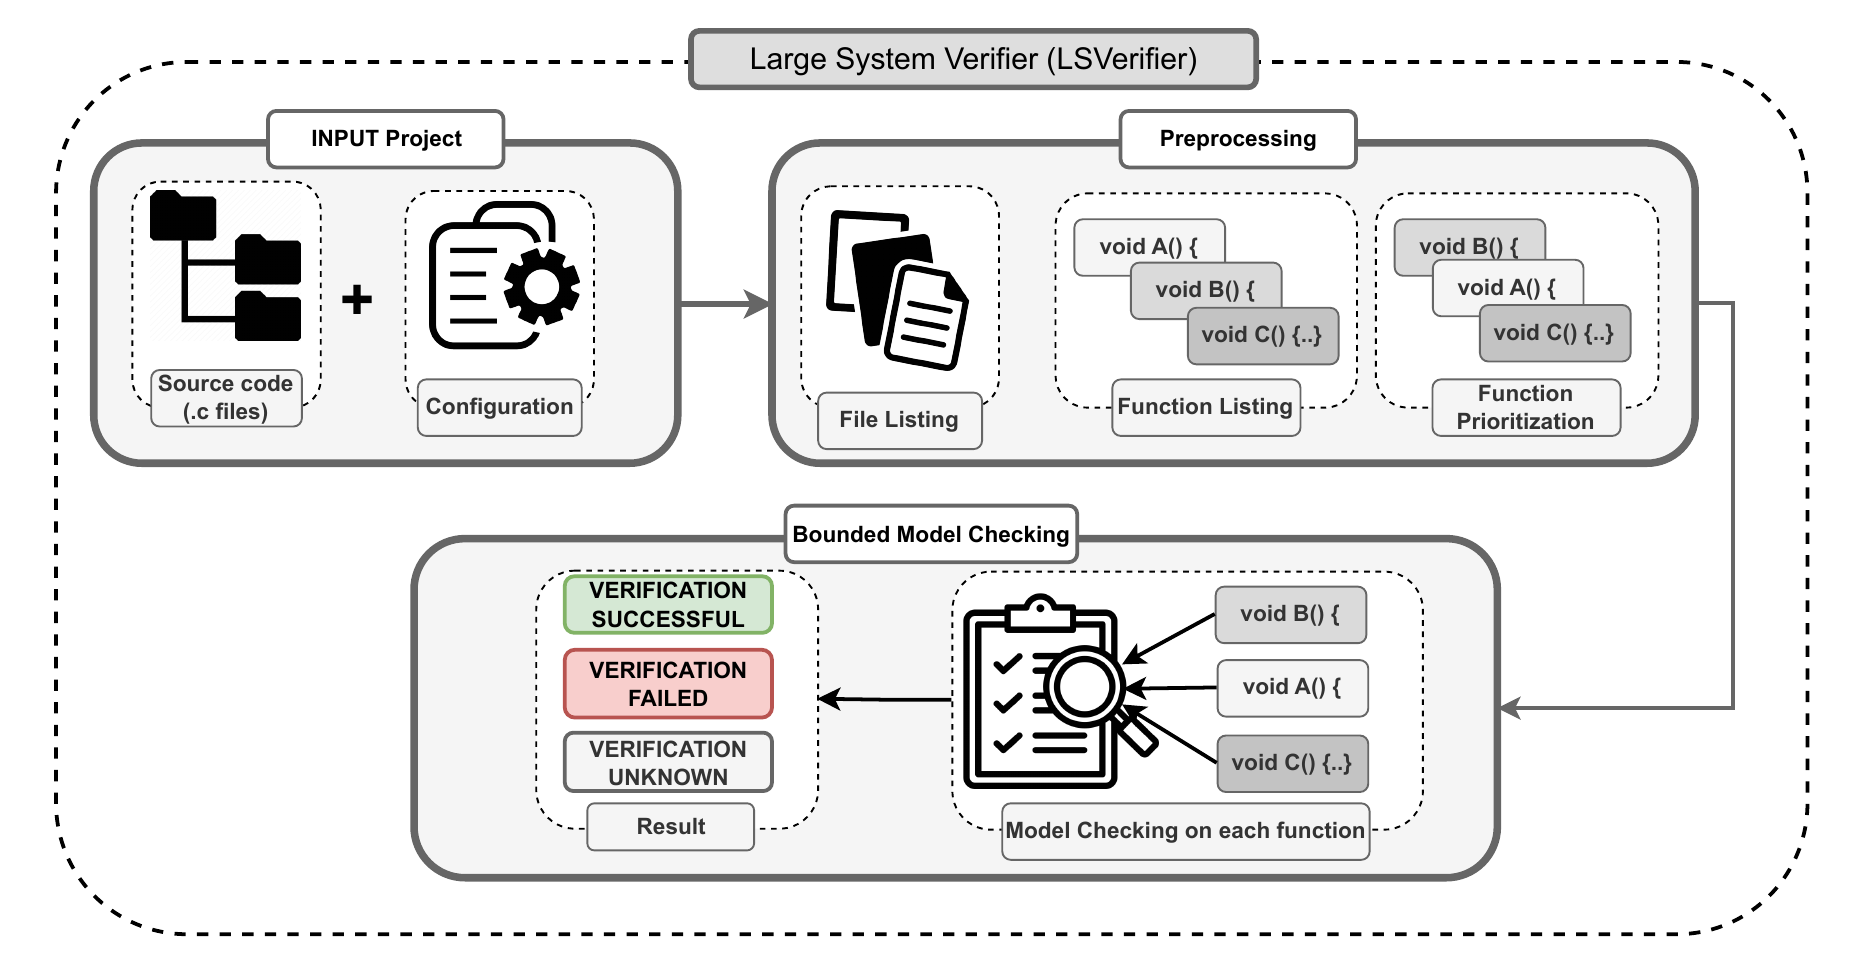 Large System Verifier (LSVerifier)
INPUT Project
Source code
(.c files)
+
Configuration
Preprocessing
File Listing
void A() {
void B() {
void C() {..}
Function Listing
void B() {
void A() {
void C() {..}
Function
Prioritization
Bounded Model Checking
VERIFICATION
SUCCESSFUL
VERIFICATION
FAILED
VERIFICATION
UNKNOWN
Result
void B() {
void A() {
void C() {..}
Model Checking on each function